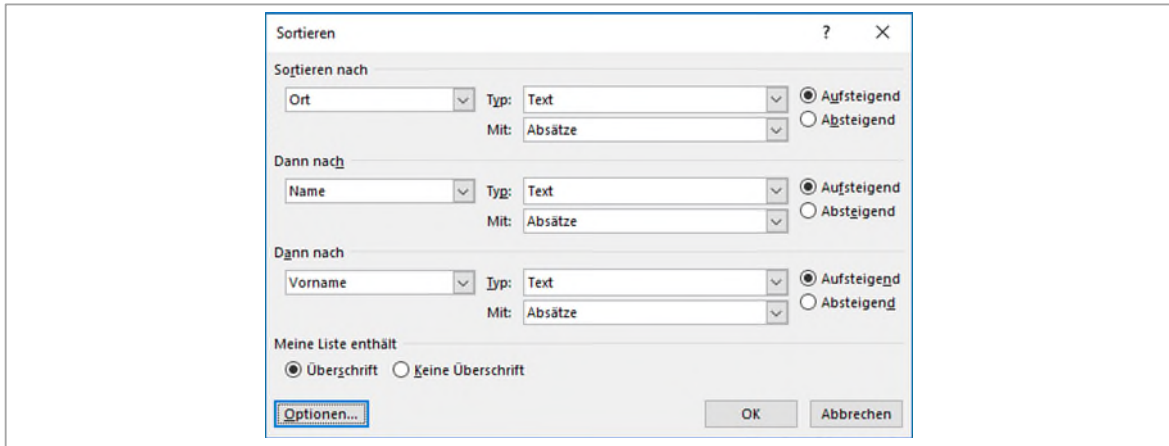 Sortieren ? ×
Sortieren nach
Ort Typ: Text Aufsteigend
Mit: Absätze Absteigend
Dann nach
Name Typ: Text Aufsteigend
Mit: Absätze Absteigend
Dann nach
Vorname Typ: Text Aufsteigend
Mit: Absätze Absteigend
Meine Liste enthält
Überschrift Keine Überschrift
Optionen... OK Abbrechen